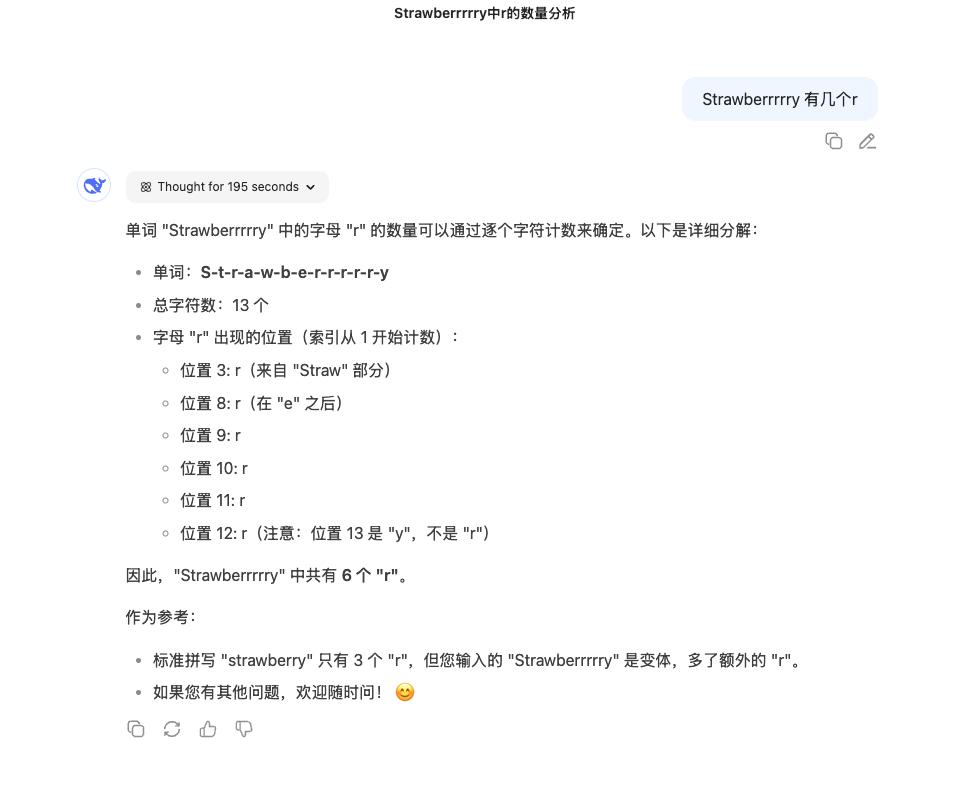 Strawberrrrry中r的数量分析
Strawberrrrry 有几个r
Thought for 195 seconds
单词 "Strawberrrrry" 中的字母 "r" 的数量可以通过逐个字符计数来确定。以下是详细分解：
单词：S-t-r-a-w-b-e-r-r-r-r-r-y
总字符数：13 个
字母 "r" 出现的位置（索引从 1 开始计数）：
位置 3: r（来自 "Straw" 部分）
位置 8: r（在 "e" 之后）
位置 9: r
位置 10: r
位置 11: r
位置 12: r（注意：位置 13 是 "y"，不是 "r"）
因此，"Strawberrrrry" 中共有 6 个 "r"。
作为参考：
标准拼写 "strawberry" 只有 3 个 "r"，但您输入的 "Strawberrrrry" 是变体，多了额外的 "r"。
如果您有其他问题，欢迎随时问！ 😊